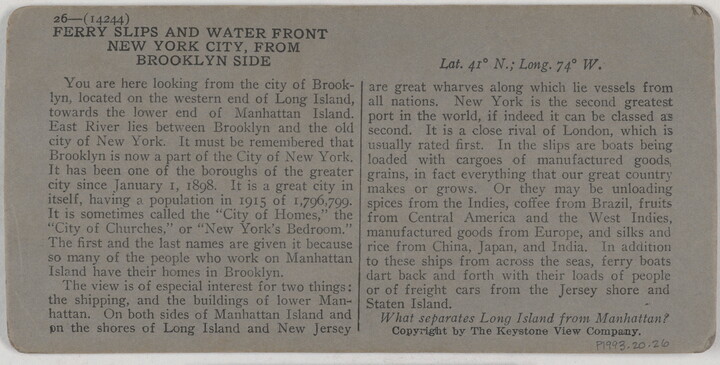 26—(14244)
FERRY SLIPS AND WATER FRONT
NEW YORK CITY, FROM
BROOKLYN SIDE
You are here looking from the city of Brook-
lyn, located on the western end of Long Island,
towards the lower end of Manhattan Island.
East River lies between Brooklyn and the old
city of New York. It must be remembered that
Brooklyn is now a part of the City of New York.
It has been one of the boroughs of the greater
city since January 1, 1898. It is a great city in
itself, having a population in 1915 of 1,796,799.
It is sometimes called the “City of Homes,” the
“City of Churches,” or “New York’s Bedroom.”
The first and the last names are given it because
so many of the people who work on Manhattan
Island have their homes in Brooklyn.
The view is of especial interest for two things:
the shipping, and the buildings of lower Man-
hattan. On both sides of Manhattan Island and
on the shores of Long Island and New Jersey
Lat. 41° N.; Long. 74° W.
are great wharves along which lie vessels from
all nations. New York is the second greatest
port in the world, if indeed it can be classed as
second. It is a close rival of London, which is
usually rated first. In the slips are boats being
loaded with cargoes of manufactured goods,
grains, in fact everything that our great country
makes or grows. Or they may be unloading
spices from the Indies, coffee from Brazil, fruits
from Central America and the West Indies,
manufactured goods from Europe, and silks and
rice from China, Japan, and India. In addition
to these ships from across the seas, ferry boats
dart back and forth with their loads of people
or of freight cars from the Jersey shore and
Staten Island.
What separates Long Island from Manhattan?
Copyright by The Keystone View Company.
P1993.20.26